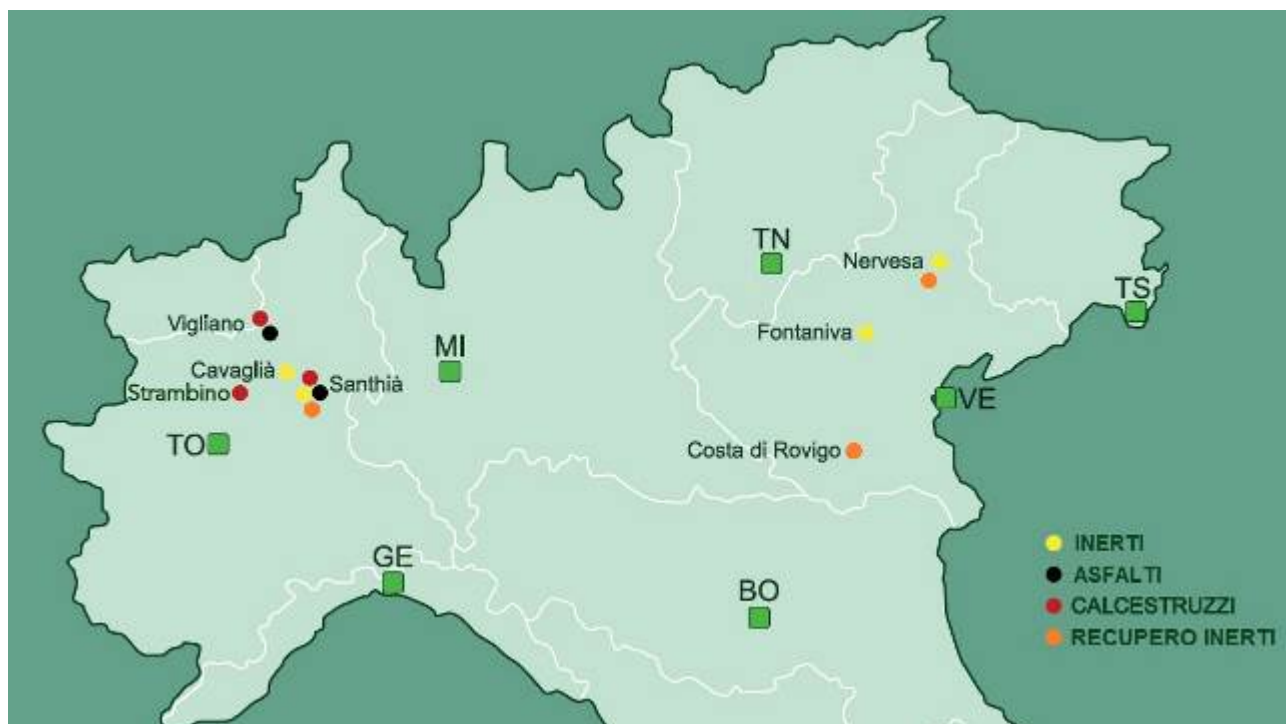 TN
Nervesa
TS
Vigliano
Fontaniva
MI
Cavaglià
Santhià
Strambino
VE
TO
Costa di Rovigo
GE
BO
INERTI
ASFALTI
CALCESTRUZZI
RECUPERO INERTI